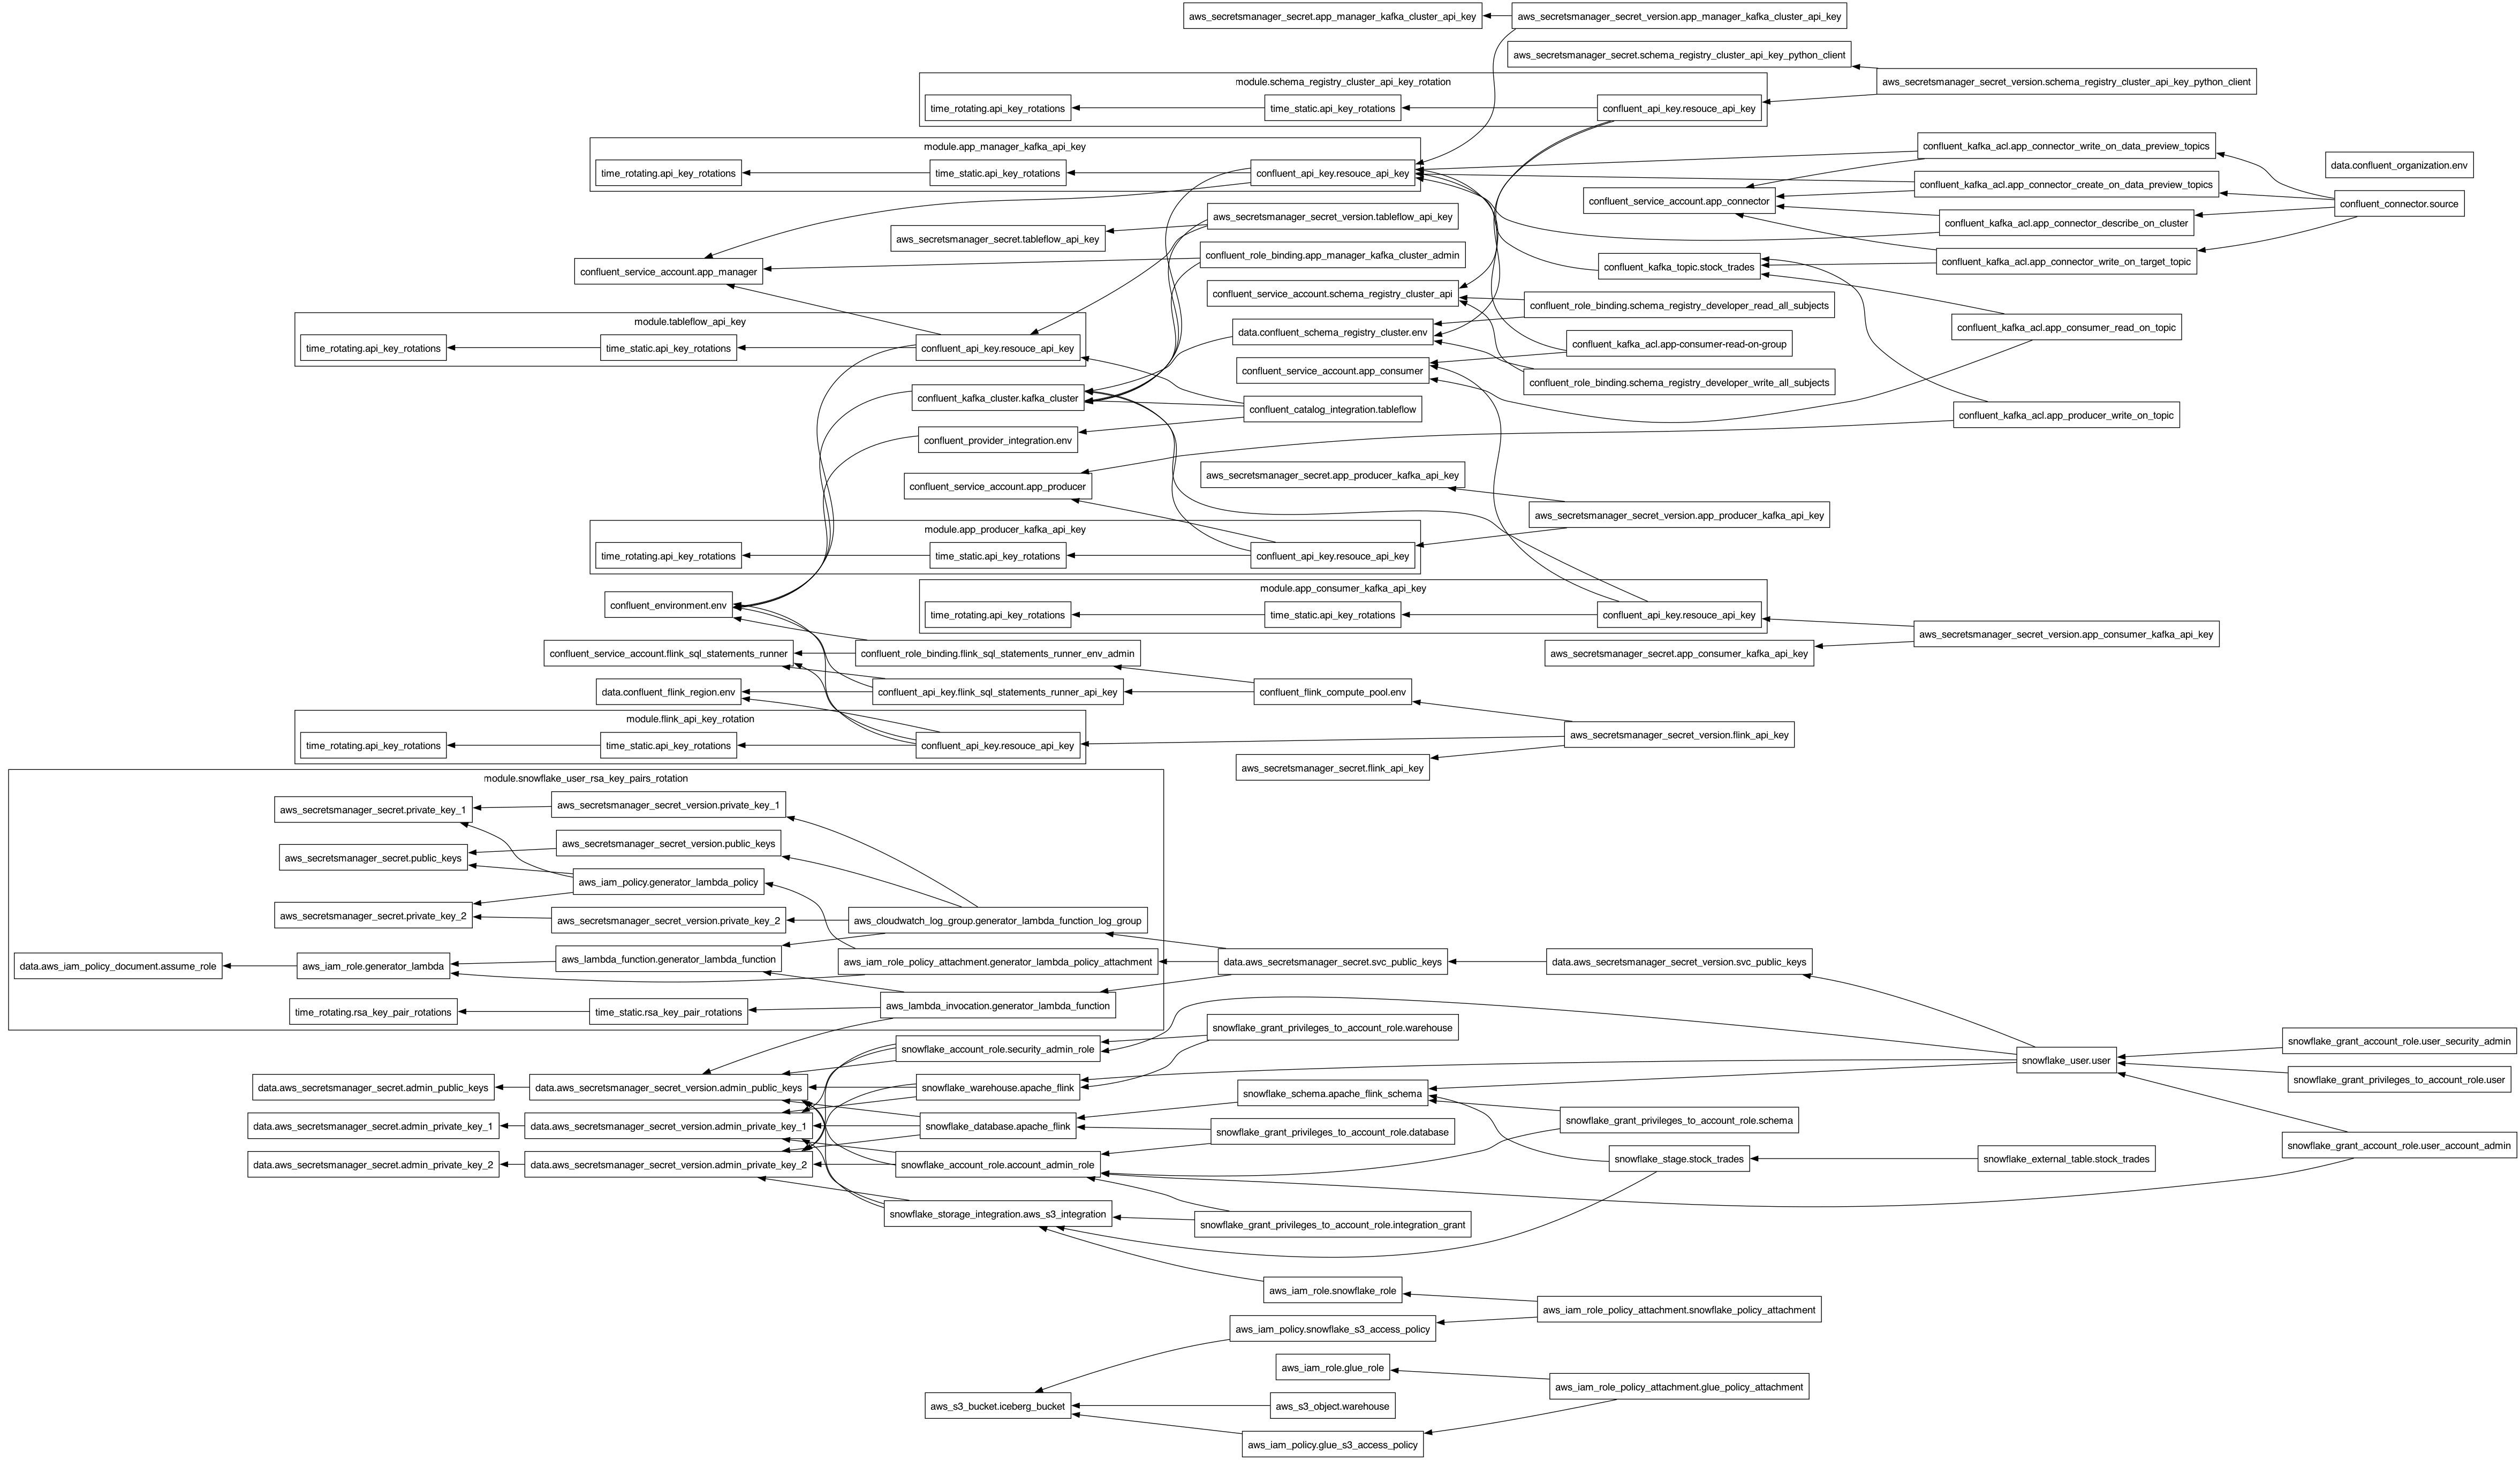 aws_secretsmanager_secret.app_manager_kafka_cluster_api_key
aws_secretsmanager_secret_version.app_manager_kafka_cluster_api_key
aws_secretsmanager_secret.schema_registry_cluster_api_key_python_client
aws_secretsmanager_secret_version.schema_registry_cluster_api_key_python_client
module.schema_registry_cluster_api_key_rotation
time_rotating.api_key_rotations
time_static.api_key_rotations
confluent_api_key.resouce_api_key
module.app_manager_kafka_api_key
time_rotating.api_key_rotations
time_static.api_key_rotations
confluent_api_key.resouce_api_key
confluent_kafka_acl.app_connector_write_on_data_preview_topics
data.confluent_organization.env
confluent_kafka_acl.app_connector_create_on_data_preview_topics
confluent_service_account.app_connector
confluent_connector.source
confluent_kafka_acl.app_connector_describe_on_cluster
aws_secretsmanager_secret_version.tableflow_api_key
aws_secretsmanager_secret.tableflow_api_key
confluent_role_binding.app_manager_kafka_cluster_admin
confluent_service_account.app_manager
confluent_kafka_topic.stock_trades
confluent_kafka_acl.app_connector_write_on_target_topic
confluent_service_account.schema_registry_cluster_api
confluent_role_binding.schema_registry_developer_read_all_subjects
module.tableflow_api_key
time_rotating.api_key_rotations
time_static.api_key_rotations
confluent_api_key.resouce_api_key
data.confluent_schema_registry_cluster.env
confluent_kafka_acl.app_consumer_read_on_topic
confluent_kafka_acl.app-consumer-read-on-group
confluent_service_account.app_consumer
confluent_role_binding.schema_registry_developer_write_all_subjects
confluent_kafka_cluster.kafka_cluster
confluent_catalog_integration.tableflow
confluent_kafka_acl.app_producer_write_on_topic
confluent_provider_integration.env
aws_secretsmanager_secret.app_producer_kafka_api_key
confluent_service_account.app_producer
aws_secretsmanager_secret_version.app_producer_kafka_api_key
module.app_producer_kafka_api_key
time_rotating.api_key_rotations
time_static.api_key_rotations
confluent_api_key.resouce_api_key
module.app_consumer_kafka_api_key
time_rotating.api_key_rotations
time_static.api_key_rotations
confluent_api_key.resouce_api_key
confluent_environment.env
aws_secretsmanager_secret_version.app_consumer_kafka_api_key
confluent_service_account.flink_sql_statements_runner
confluent_role_binding.flink_sql_statements_runner_env_admin
aws_secretsmanager_secret.app_consumer_kafka_api_key
data.confluent_flink_region.env
confluent_api_key.flink_sql_statements_runner_api_key
confluent_flink_compute_pool.env
module.flink_api_key_rotation
time_rotating.api_key_rotations
time_static.api_key_rotations
confluent_api_key.resouce_api_key
aws_secretsmanager_secret_version.flink_api_key
aws_secretsmanager_secret.flink_api_key
module.snowflake_user_rsa_key_pairs_rotation
aws_secretsmanager_secret.private_key_1
aws_secretsmanager_secret_version.private_key_1
aws_secretsmanager_secret_version.public_keys
aws_secretsmanager_secret.public_keys
aws_iam_policy.generator_lambda_policy
aws_secretsmanager_secret.private_key_2
aws_secretsmanager_secret_version.private_key_2
aws_cloudwatch_log_group.generator_lambda_function_log_group
data.aws_iam_policy_document.assume_role
aws_iam_role.generator_lambda
aws_lambda_function.generator_lambda_function
aws_iam_role_policy_attachment.generator_lambda_policy_attachment
data.aws_secretsmanager_secret.svc_public_keys
data.aws_secretsmanager_secret_version.svc_public_keys
time_rotating.rsa_key_pair_rotations
time_static.rsa_key_pair_rotations
aws_lambda_invocation.generator_lambda_function
snowflake_grant_privileges_to_account_role.warehouse
snowflake_account_role.security_admin_role
snowflake_grant_account_role.user_security_admin
snowflake_user.user
snowflake_grant_privileges_to_account_role.user
data.aws_secretsmanager_secret.admin_public_keys
data.aws_secretsmanager_secret_version.admin_public_keys
snowflake_warehouse.apache_flink
snowflake_schema.apache_flink_schema
data.aws_secretsmanager_secret.admin_private_key_1
data.aws_secretsmanager_secret_version.admin_private_key_1
snowflake_database.apache_flink
snowflake_grant_privileges_to_account_role.database
snowflake_grant_privileges_to_account_role.schema
snowflake_grant_account_role.user_account_admin
data.aws_secretsmanager_secret.admin_private_key_2
data.aws_secretsmanager_secret_version.admin_private_key_2
snowflake_account_role.account_admin_role
snowflake_stage.stock_trades
snowflake_external_table.stock_trades
snowflake_storage_integration.aws_s3_integration
snowflake_grant_privileges_to_account_role.integration_grant
aws_iam_role.snowflake_role
aws_iam_role_policy_attachment.snowflake_policy_attachment
aws_iam_policy.snowflake_s3_access_policy
aws_iam_role.glue_role
aws_iam_role_policy_attachment.glue_policy_attachment
aws_s3_bucket.iceberg_bucket
aws_s3_object.warehouse
aws_iam_policy.glue_s3_access_policy